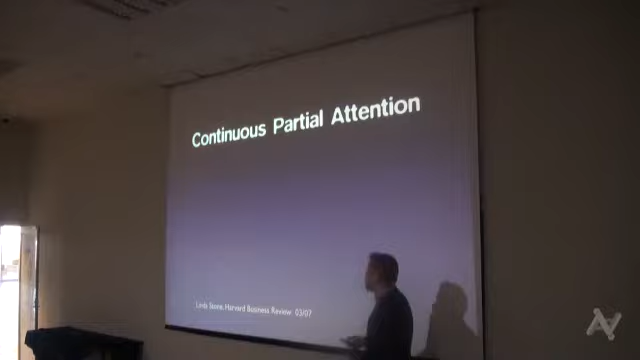 Continuous Partial Attention
Linda Stone, Harvard Business Review 03/07